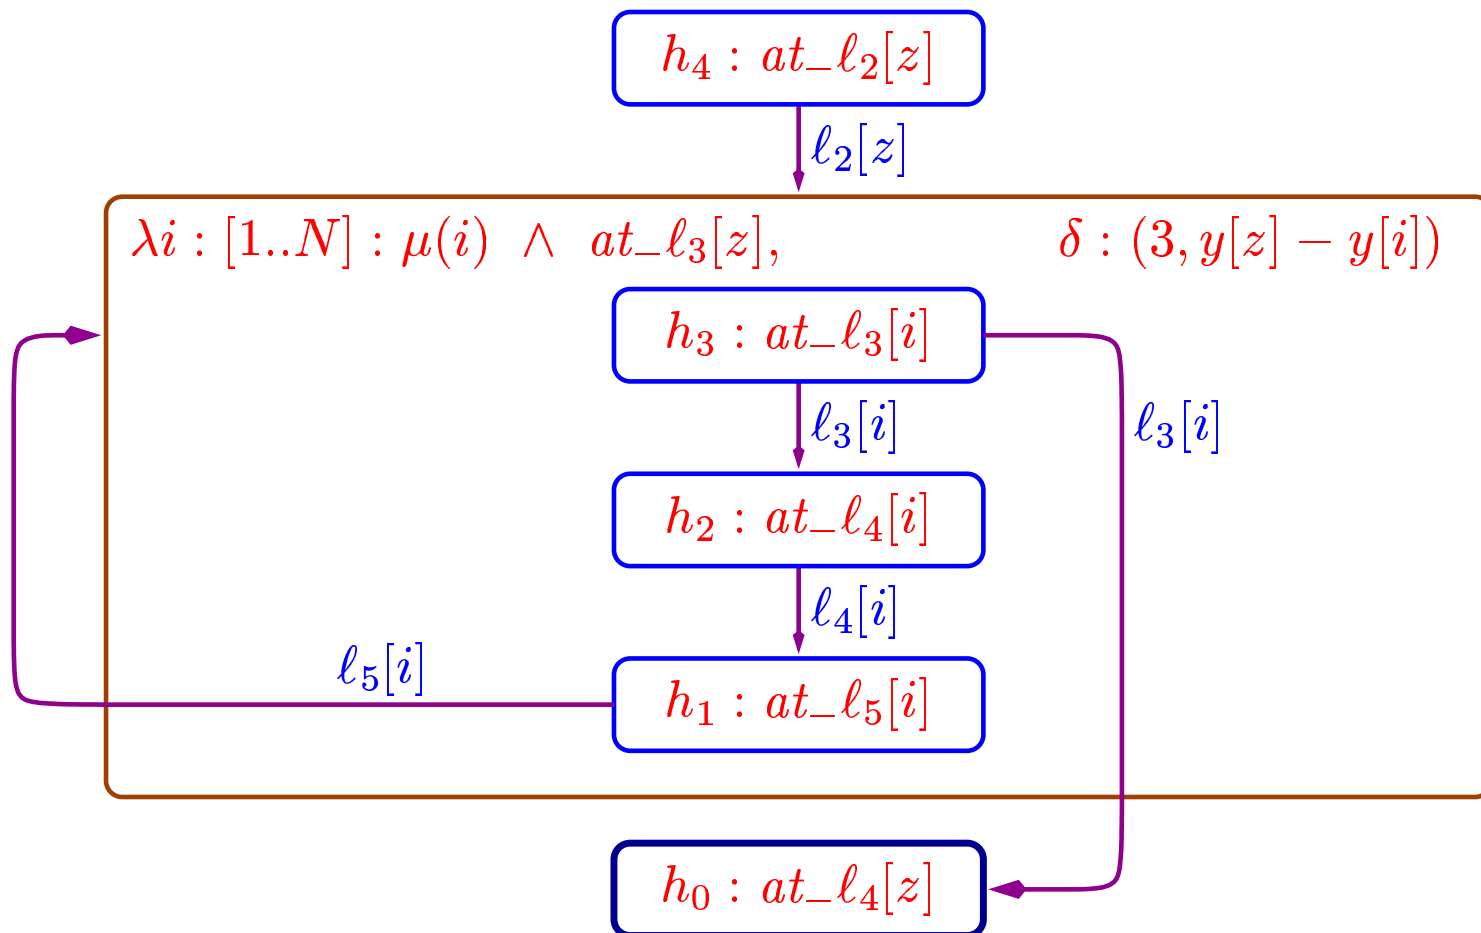 h₄ : at_ℓ₂[z]
ℓ₂[z]
λi : [1..N] : μ(i) ∧ at_ℓ₃[z], δ : (3, y[z] − y[i])
h₃ : at_ℓ₃[i]
ℓ₃[i] ℓ₃[i]
h₂ : at_ℓ₄[i]
ℓ₄[i]
ℓ₅[i]
h₁ : at_ℓ₅[i]
h₀ : at_ℓ₄[z]